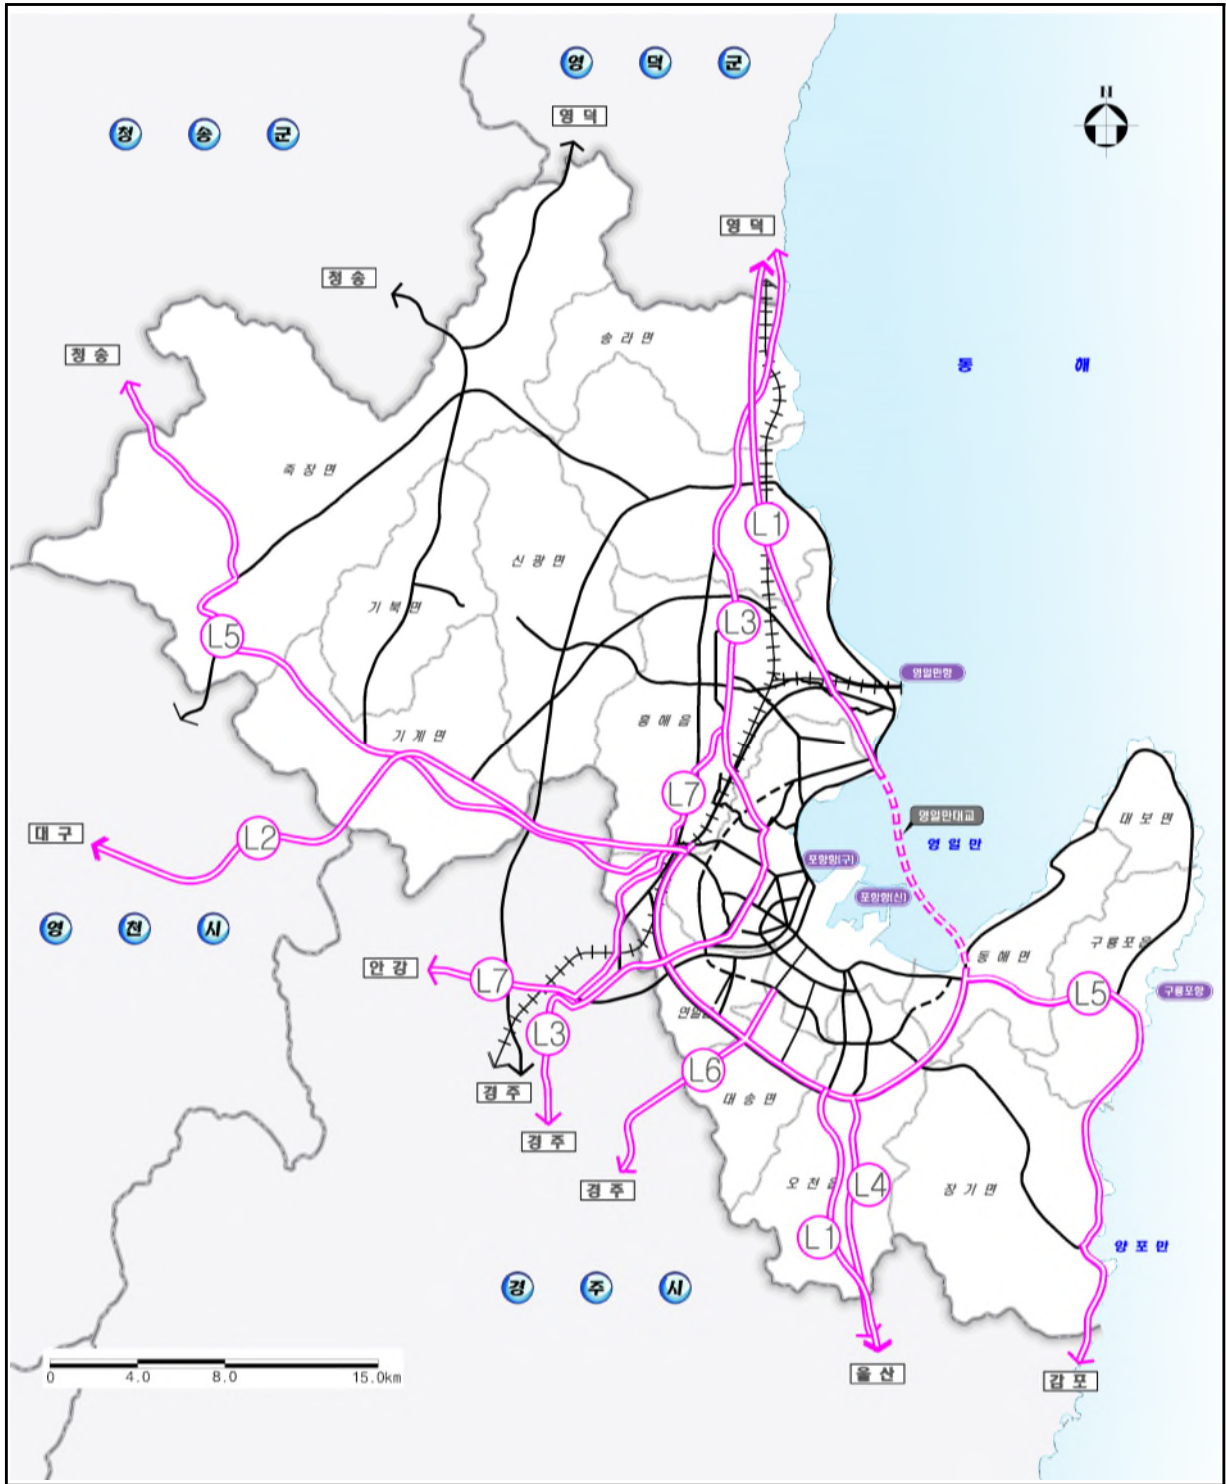 영 덕 군
영 덕
청 송 군
영 덕
청 송
송 라 면
청 송
동 해
죽 장 면
L1
신 광 면
기 북 면
L3
L5
영일만항
흥 해 읍
기 계 면
L7
영일만대교
대 보 면
대 구
L2
영 일 만
포항항(구)
포항항(신)
영 천 시
구 룡 포 읍
동 해 면
안 강
L7
L5
구룡포항
L3
L6
경 주
대 송 면
경 주
경 주
오 천 읍
L4
장 기 면
L1
양 포 만
경 주 시
울 산
감 포
0 4.0 8.0 15.0km